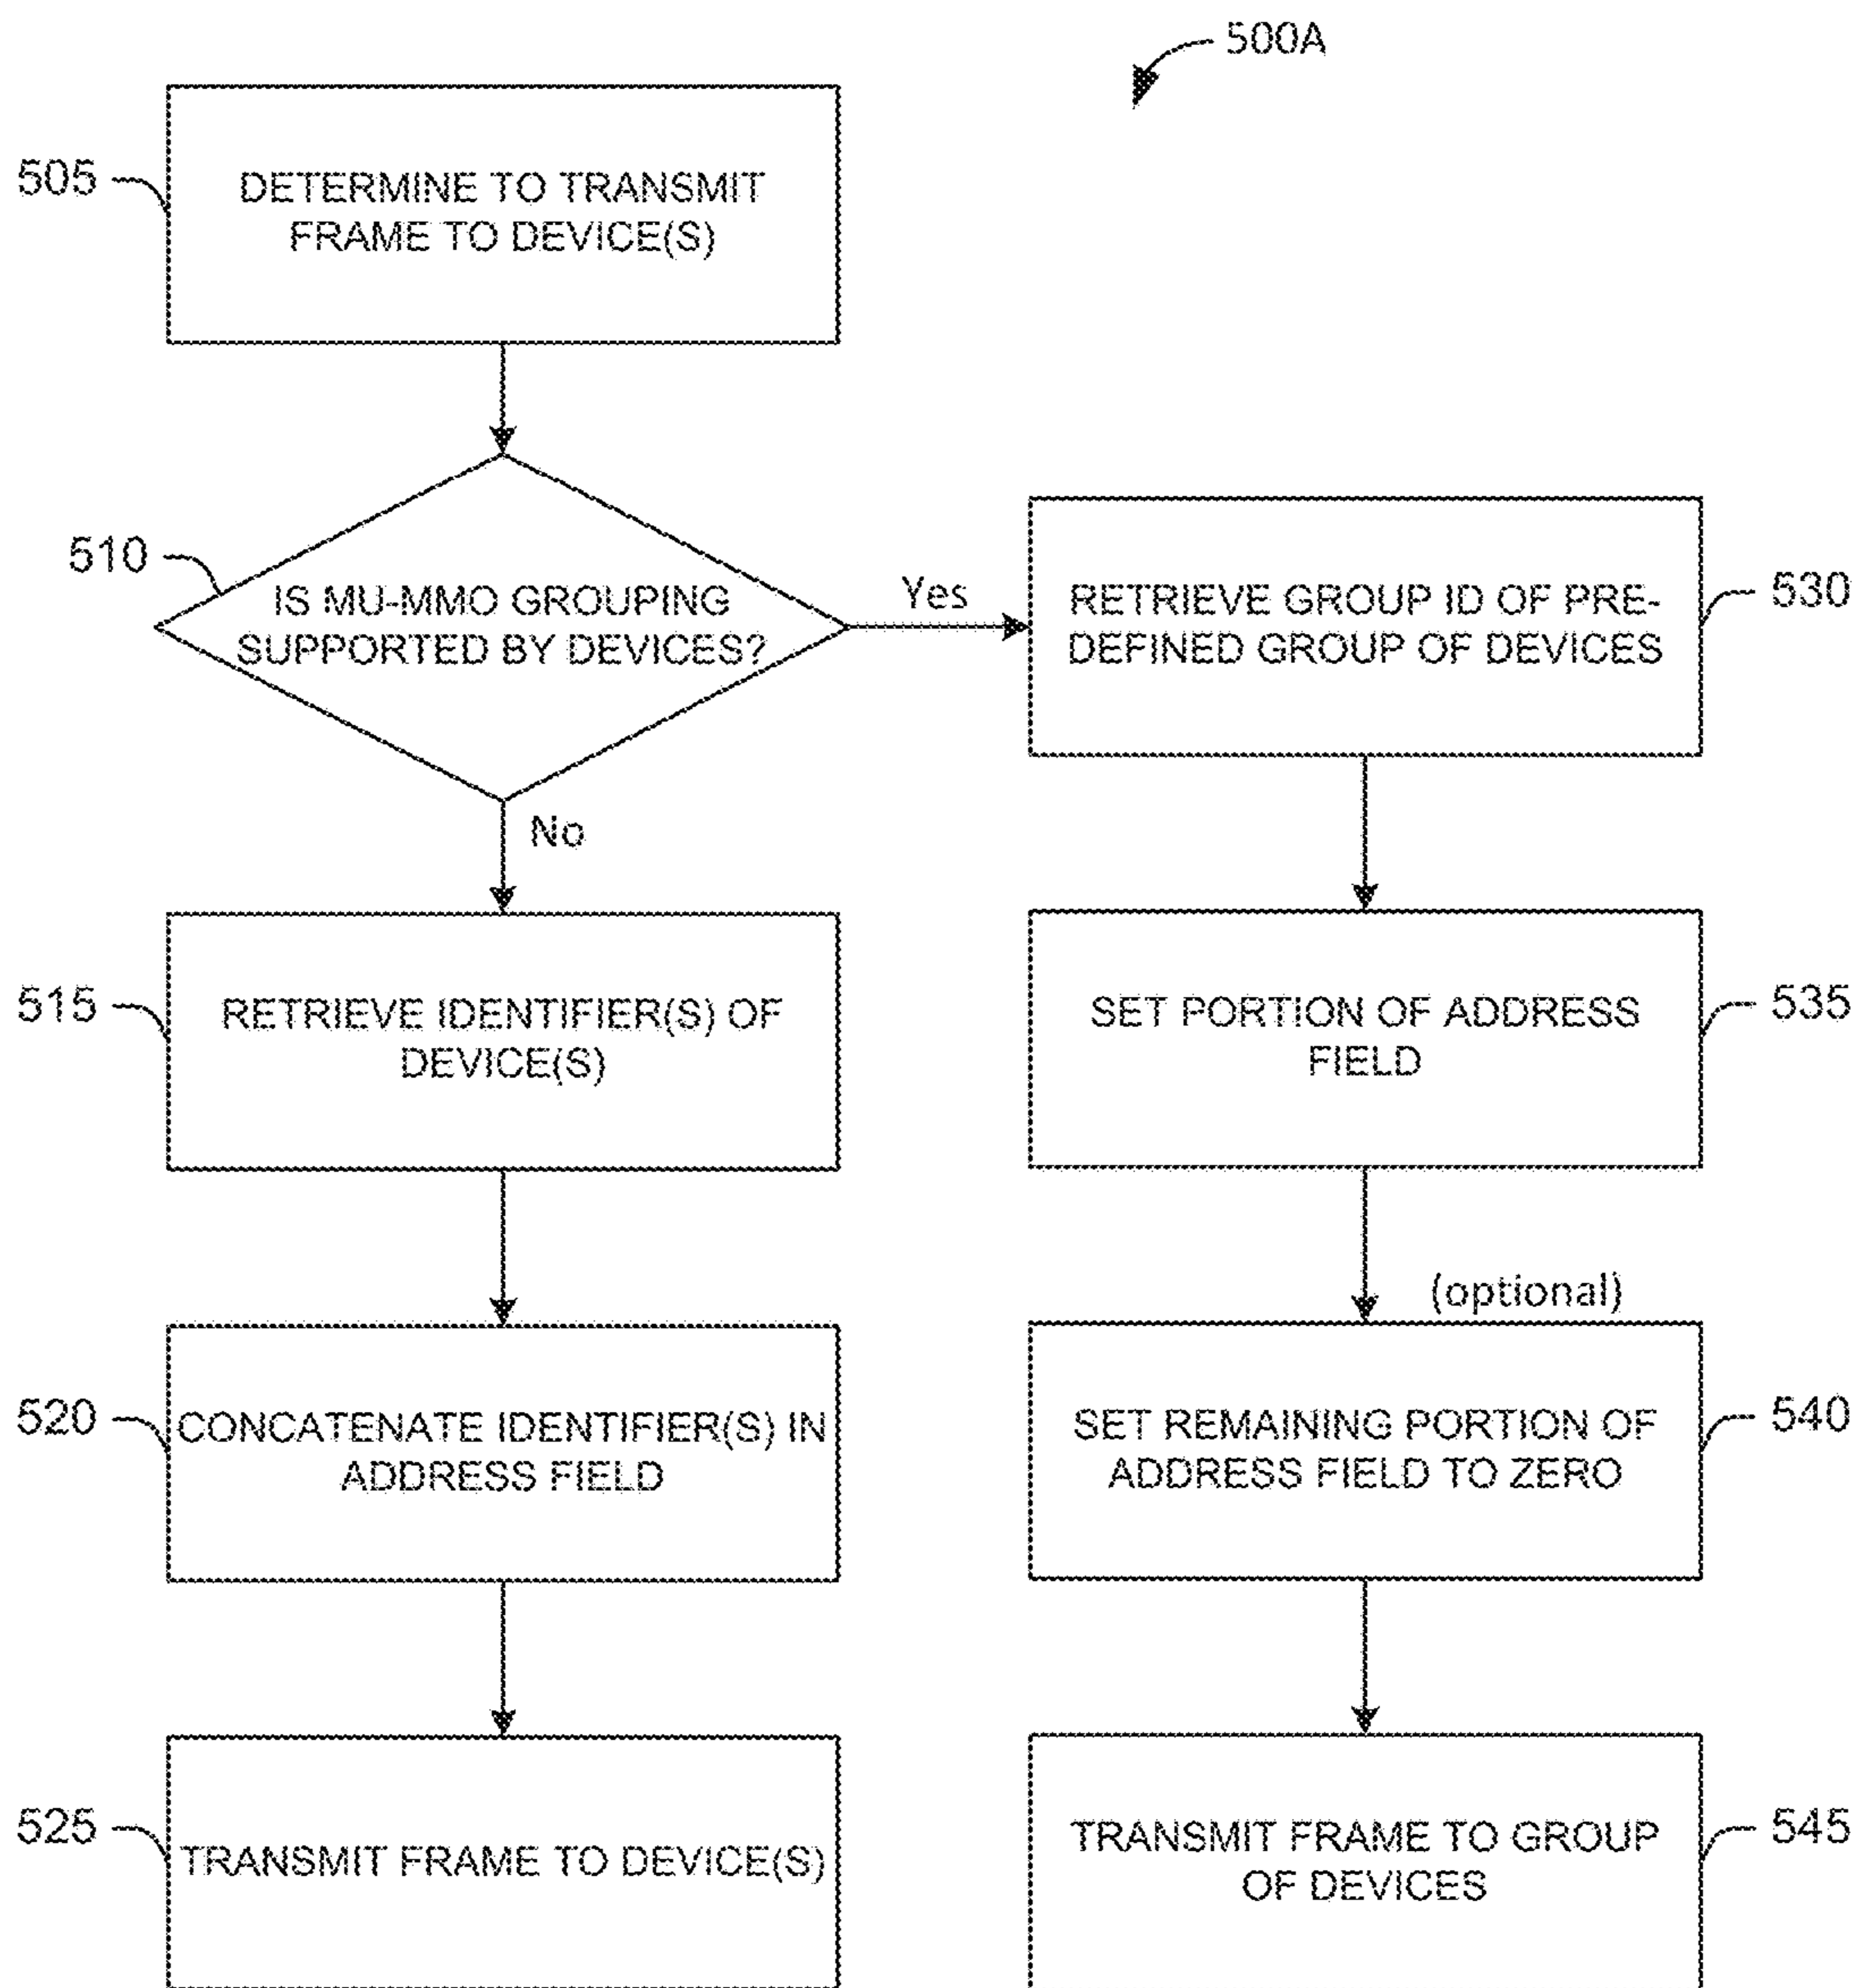 500A
505
DETERMINE TO TRANSMIT
FRAME TO DEVICE(S)
510
IS MU-MMO GROUPING
SUPPORTED BY DEVICES?
Yes
No
530
RETRIEVE GROUP ID OF PRE-
DEFINED GROUP OF DEVICES
515
RETRIEVE IDENTIFIER(S) OF
DEVICE(S)
535
SET PORTION OF ADDRESS
FIELD
(optional)
520
CONCATENATE IDENTIFIER(S) IN
ADDRESS FIELD
540
SET REMAINING PORTION OF
ADDRESS FIELD TO ZERO
525
TRANSMIT FRAME TO DEVICE(S)
545
TRANSMIT FRAME TO GROUP
OF DEVICES